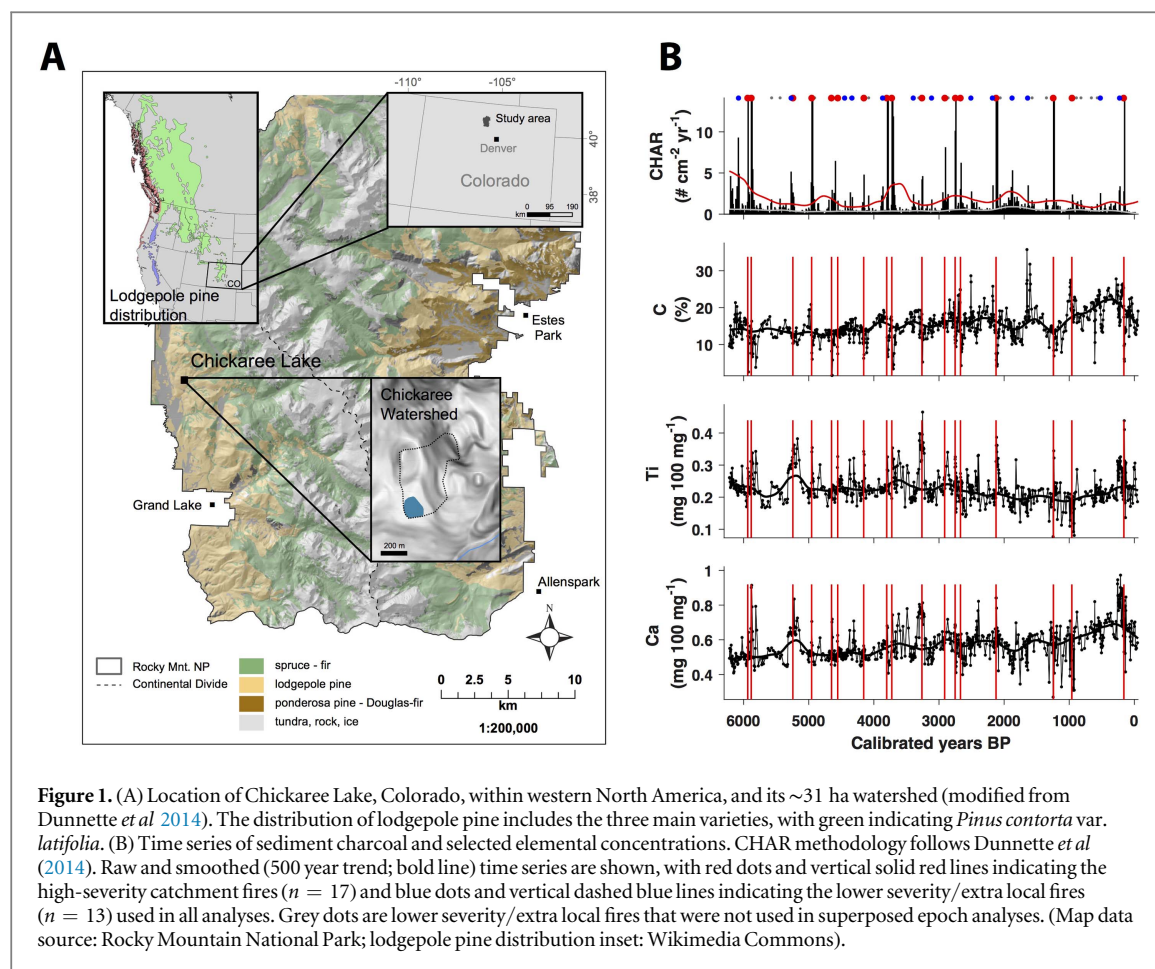 A
B
-110°
-105°
Study area
Denver
Colorado
40°
38°
km
0 95 190
CO
Lodgepole pine
distribution
Estes
Park
Chickaree Lake
Chickaree
Watershed
200 m
Grand Lake
Allenspark
N
Rocky Mnt. NP
Continental Divide
spruce - fir
lodgepole pine
ponderosa pine - Douglas-fir
tundra, rock, ice
0 2.5 5 10
km
1:200,000
CHAR
(# cm-2 yr-1)
10
5
0
C
(%)
30
20
10
Ti
(mg 100 mg-1)
0.4
0.3
0.2
0.1
Ca
(mg 100 mg-1)
1
0.8
0.6
0.4
6000 5000 4000 3000 2000 1000 0
Calibrated years BP
Figure 1. (A) Location of Chickaree Lake, Colorado, within western North America, and its ∼31 ha watershed (modified from
Dunnette et al 2014). The distribution of lodgepole pine includes the three main varieties, with green indicating Pinus contorta var.
latifolia. (B) Time series of sediment charcoal and selected elemental concentrations. CHAR methodology follows Dunnette et al
(2014). Raw and smoothed (500 year trend; bold line) time series are shown, with red dots and vertical solid red lines indicating the
high-severity catchment fires (n = 17) and blue dots and vertical dashed blue lines indicating the lower severity/extra local fires
(n = 13) used in all analyses. Grey dots are lower severity/extra local fires that were not used in superposed epoch analyses. (Map data
source: Rocky Mountain National Park; lodgepole pine distribution inset: Wikimedia Commons).